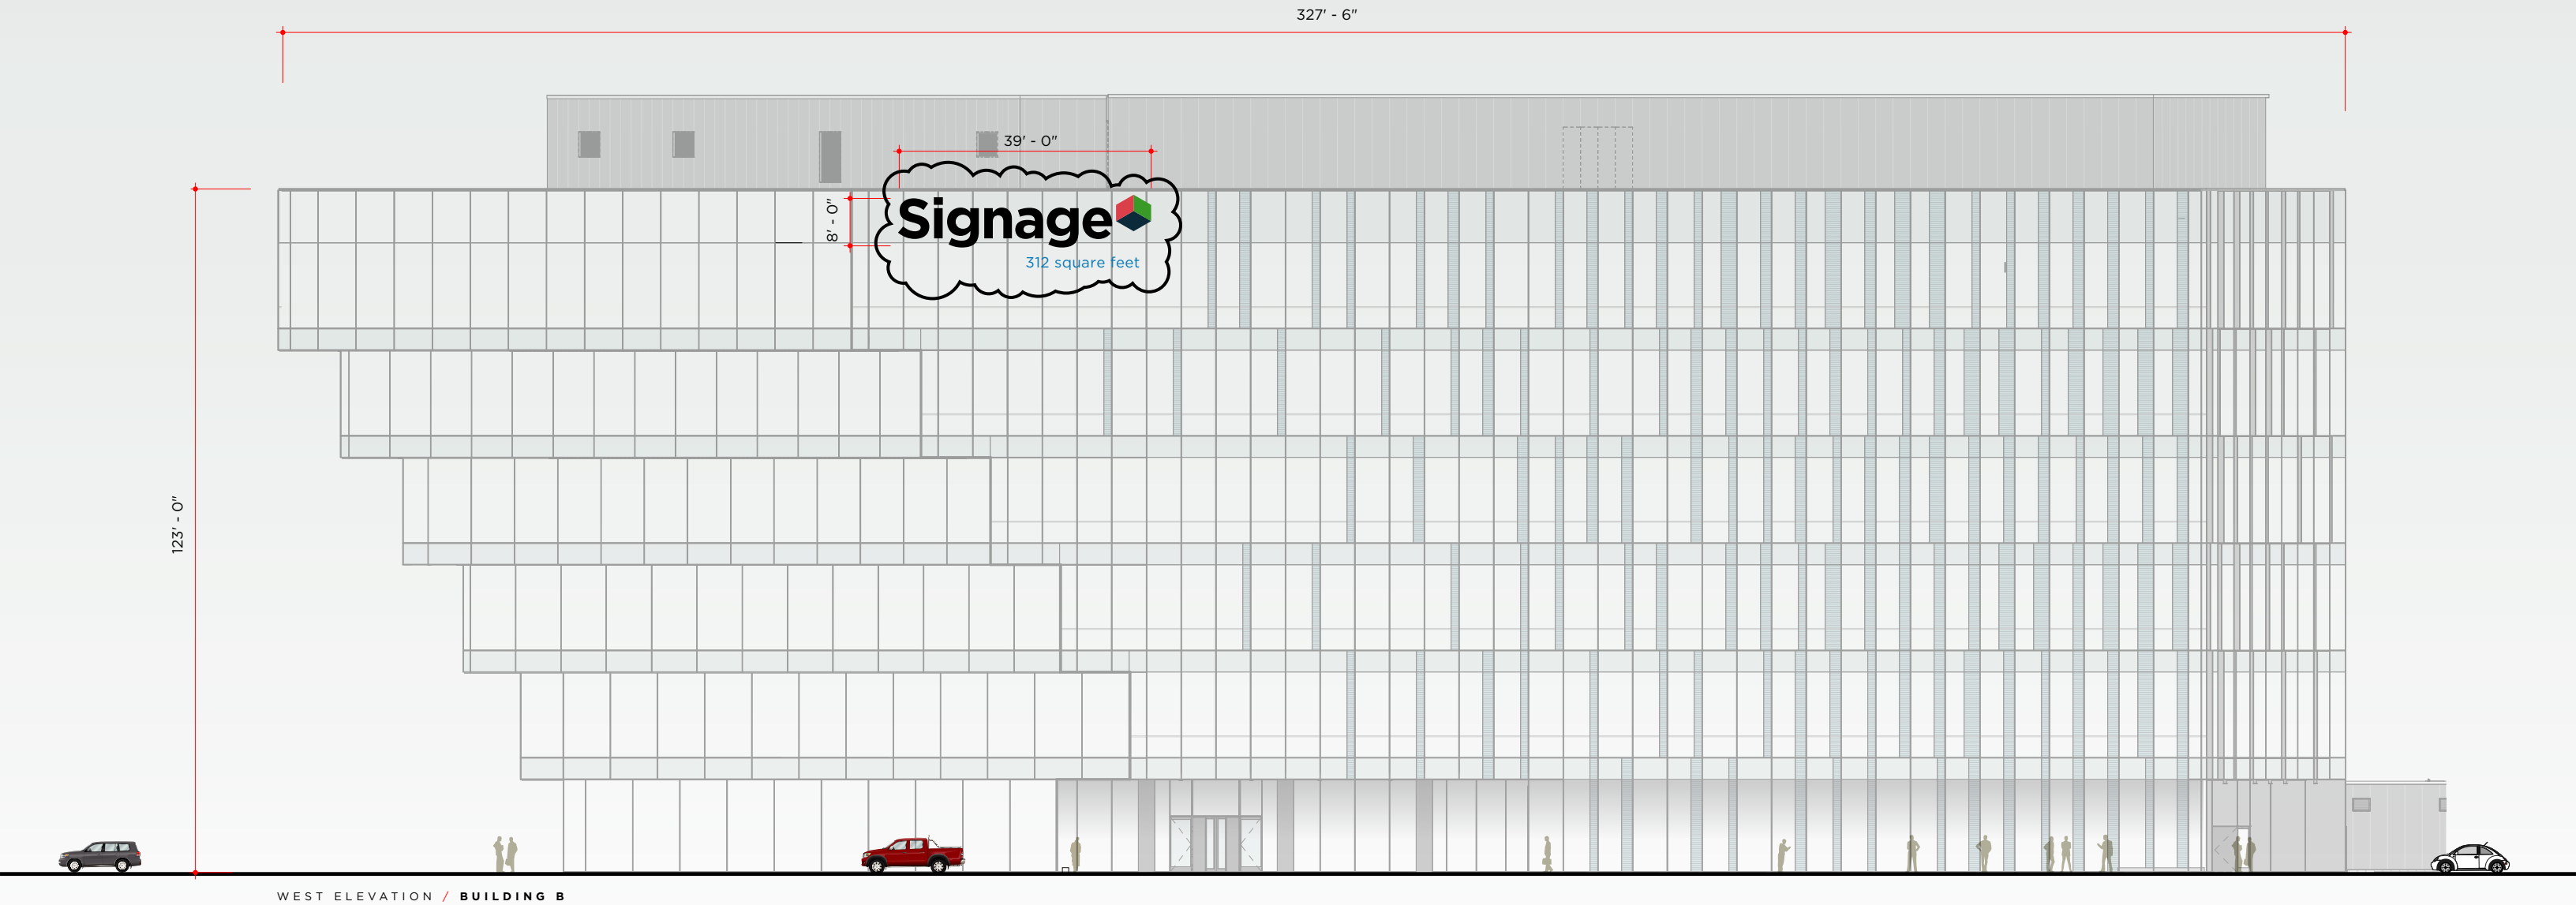 327' - 6"
39' - 0"
8' - 0"
Signage
312 square feet
123' - 0"
WEST ELEVATION / BUILDING B